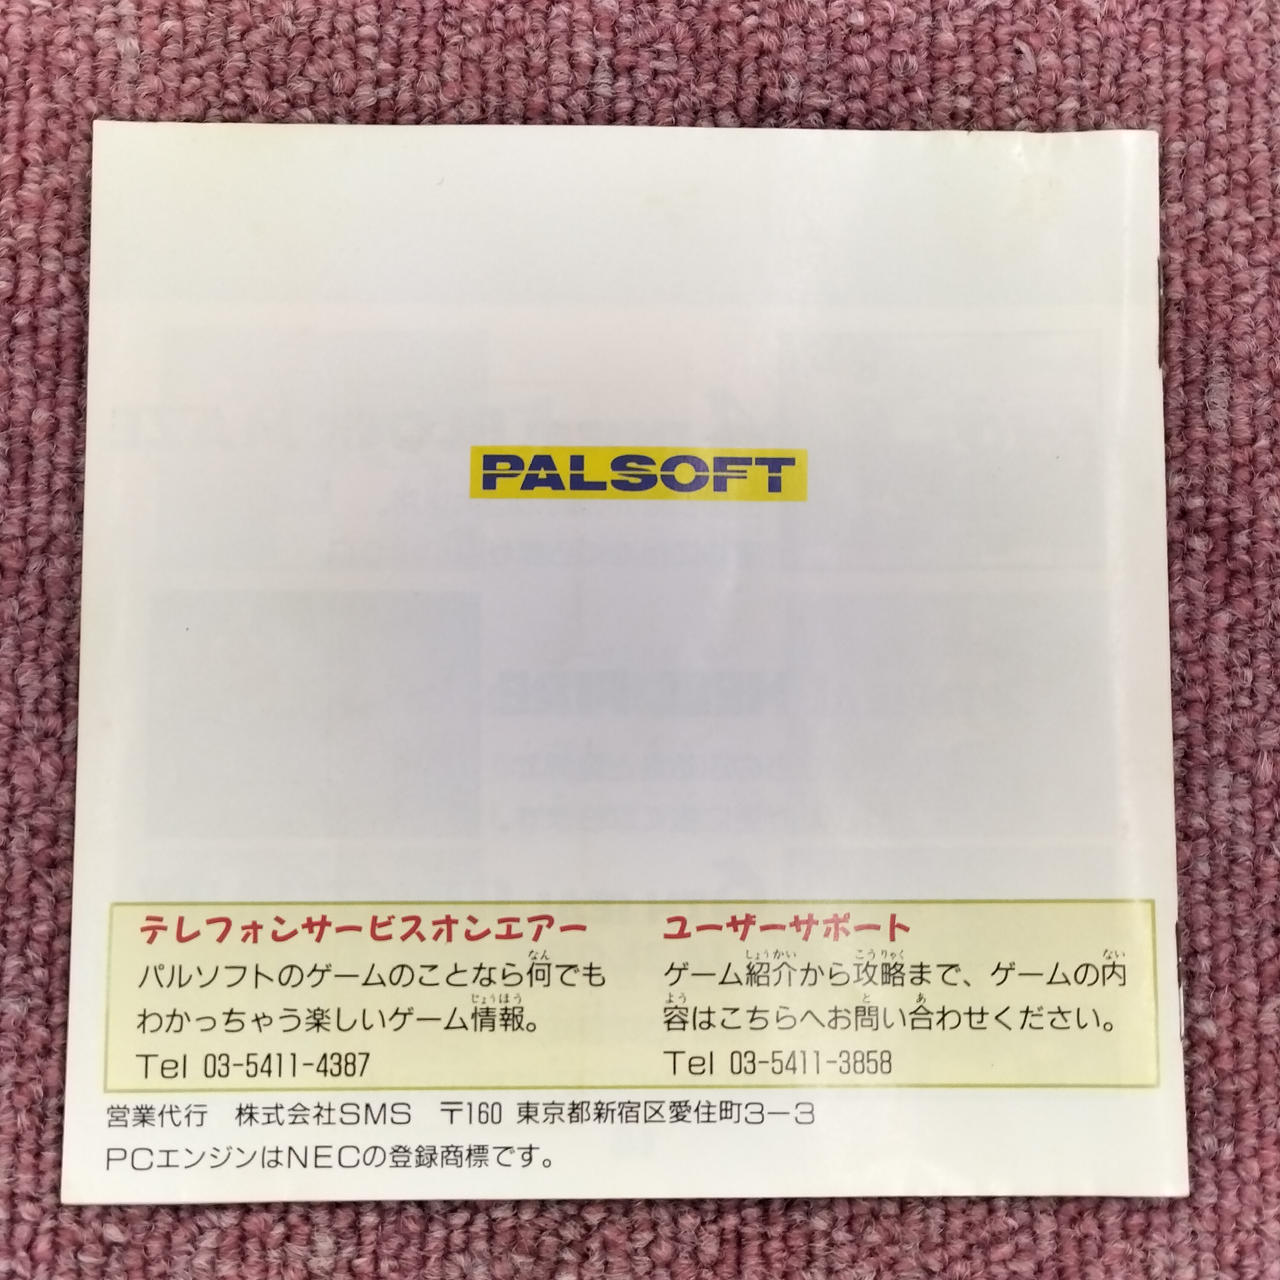 PALSOFT
テレフォンサービスオンエアー
パルソフトのゲームのことなら何でも
わかっちゃう楽しいゲーム情報。
Tel 03-5411-4387
ユーザーサポート
ゲーム紹介から攻略まで、ゲームの内
容はこちらへお問い合わせください。
Tel 03-5411-3858
営業代行 株式会社SMS 〒160 東京都新宿区愛住町3-3
PCエンジンはNECの登録商標です。